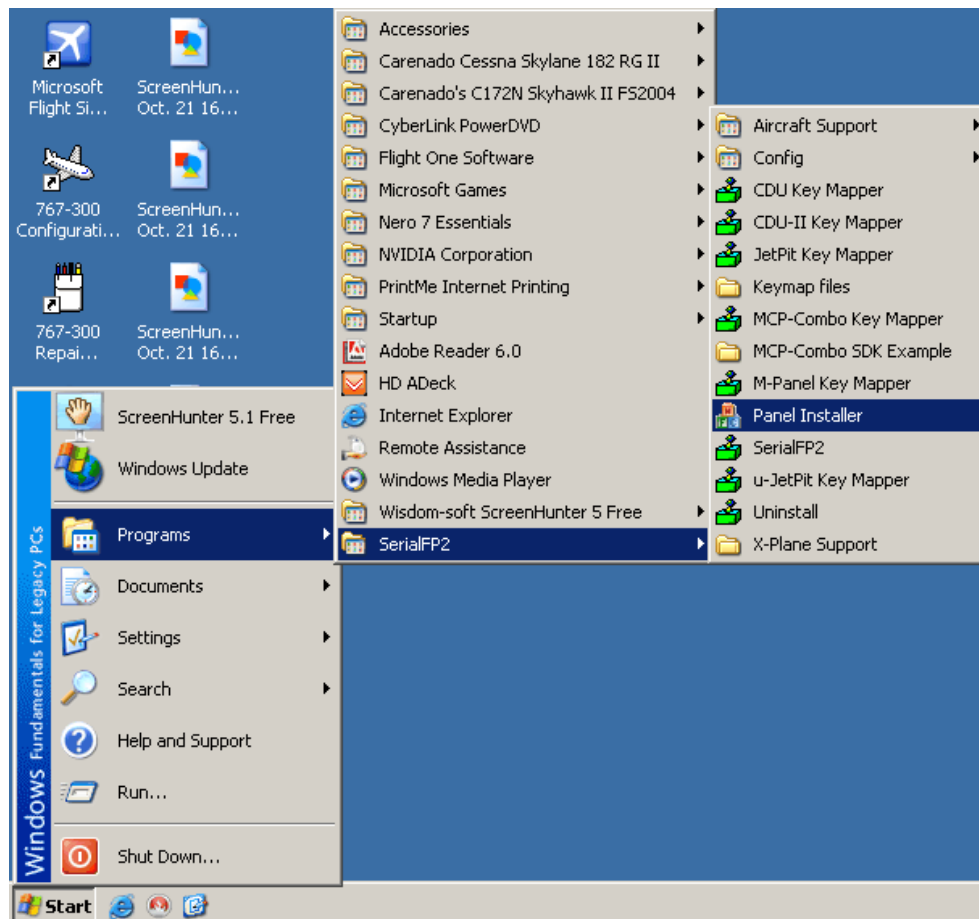 Microsoft
Flight Si...
ScreenHun...
Oct. 21 16...
767-300
Configurati...
ScreenHun...
Oct. 21 16...
767-300
Repai...
ScreenHun...
Oct. 21 16...
Windows Fundamentals for Legacy PCs
ScreenHunter 5.1 Free
Windows Update
Programs
Documents
Settings
Search
Help and Support
Run...
Shut Down...
Start
Accessories
Carenado Cessna Skylane 182 RG II
Carenado's C172N Skyhawk II FS2004
CyberLink PowerDVD
Flight One Software
Microsoft Games
Nero 7 Essentials
NVIDIA Corporation
PrintMe Internet Printing
Startup
Adobe Reader 6.0
HD ADeck
Internet Explorer
Remote Assistance
Windows Media Player
Wisdom-soft ScreenHunter 5 Free
SerialFP2
Aircraft Support
Config
CDU Key Mapper
CDU-II Key Mapper
JetPit Key Mapper
Keymap files
MCP-Combo Key Mapper
MCP-Combo SDK Example
M-Panel Key Mapper
Panel Installer
SerialFP2
u-JetPit Key Mapper
Uninstall
X-Plane Support